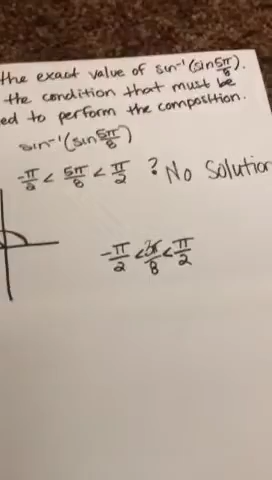 the exact value of sin⁻¹(sin 5π/8).
the condition that must be
ed to perform the composition.
sin⁻¹(sin 5π/8)
-π/2 < 5π/8 < π/2 ? No Solution
-π/2 < 3π/8 < π/2